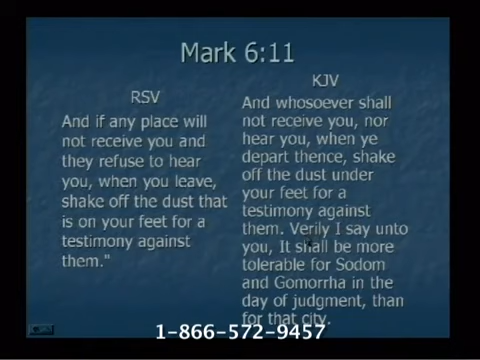 Mark 6:11
RSV
And if any place will
not receive you and
they refuse to hear
you, when you leave,
shake off the dust that
is on your feet for a
testimony against
them."
KJV
And whosoever shall
not receive you, nor
hear you, when ye
depart thence, shake
off the dust under
your feet for a
testimony against
them. Verily I say unto
you, It shall be more
tolerable for Sodom
and Gomorrha in the
day of judgment, than
for that city.
1-866-572-9457